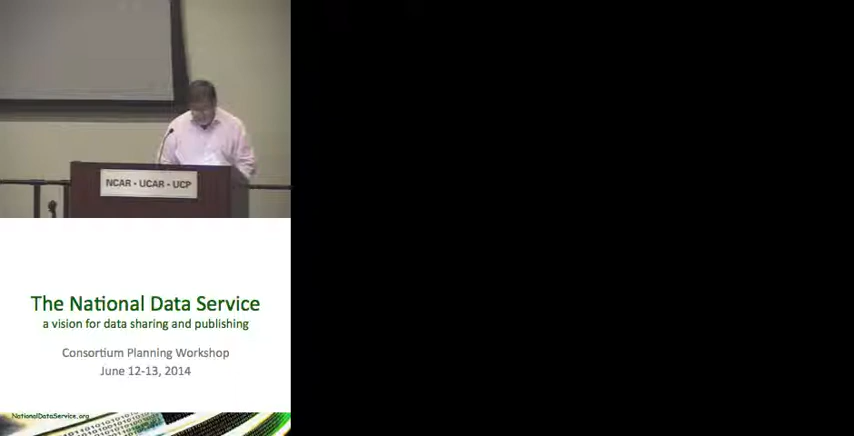 NCAR • UCAR • UCP
The National Data Service
a vision for data sharing and publishing
Consortium Planning Workshop
June 12-13, 2014
NationalDataService.org